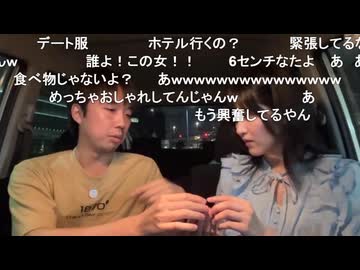 デート服 ホテル行くの? 緊張してるな
んw 誰よ!この女!! 6センチなたよ あ あ
食べ物じゃないよ? あwwwwwwwwwwwwwww
めっちゃおしゃれしてんじゃんw あ
もう興奮してるやん